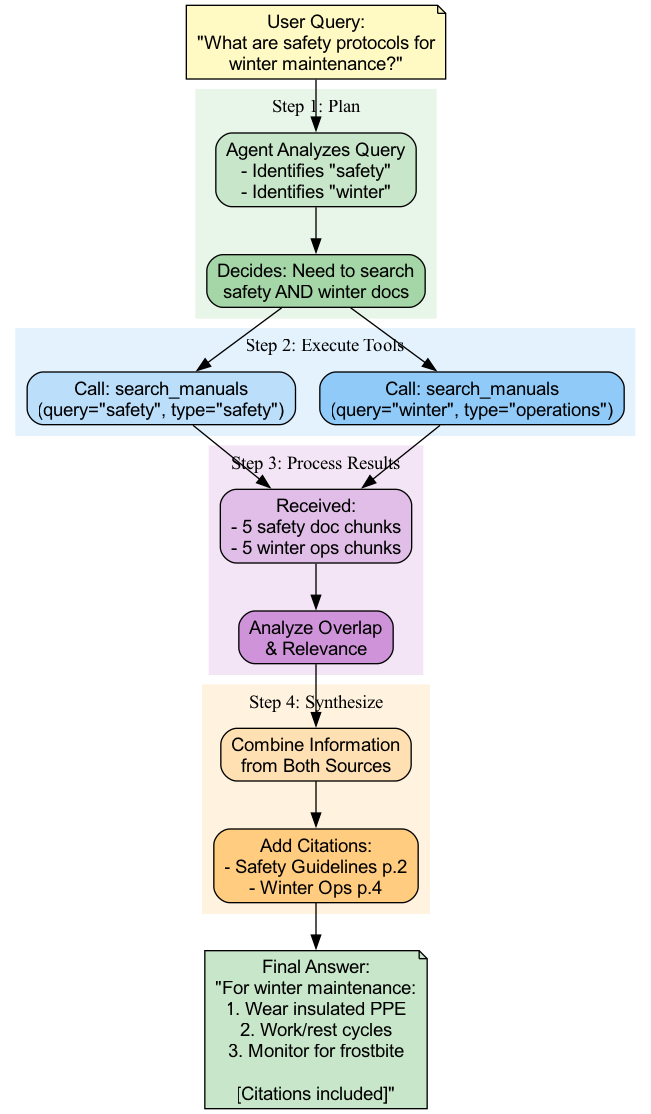 User Query:
"What are safety protocols for
winter maintenance?"
Step 1: Plan
Agent Analyzes Query
- Identifies "safety"
- Identifies "winter"
Decides: Need to search
safety AND winter docs
Step 2: Execute Tools
Call: search_manuals
(query="safety", type="safety")
Call: search_manuals
(query="winter", type="operations")
Step 3: Process Results
Received:
- 5 safety doc chunks
- 5 winter ops chunks
Analyze Overlap
& Relevance
Step 4: Synthesize
Combine Information
from Both Sources
Add Citations:
- Safety Guidelines p.2
- Winter Ops p.4
Final Answer:
"For winter maintenance:
1. Wear insulated PPE
2. Work/rest cycles
3. Monitor for frostbite
[Citations included]"